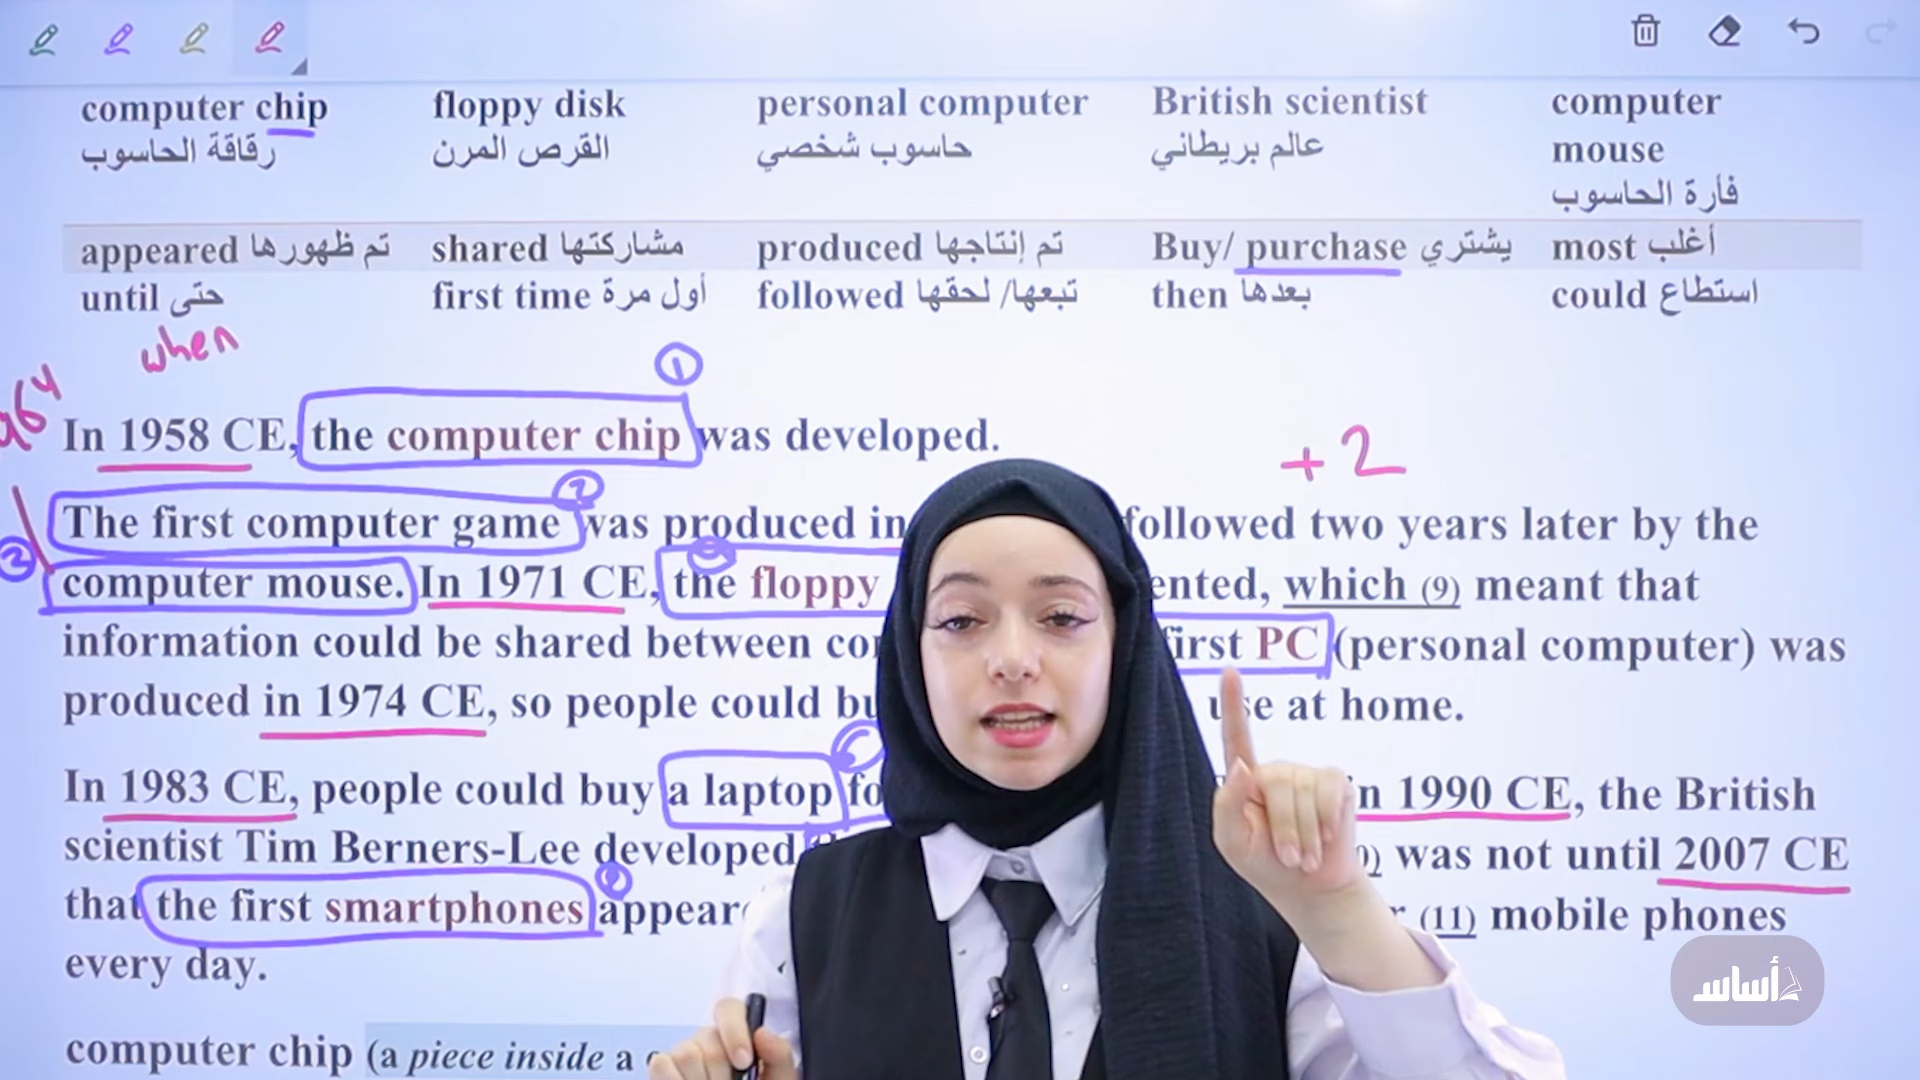 computer chip floppy disk personal computer British scientist computer
رقاقة الحاسوب القرص المرن حاسوب شخصي عالم بريطاني mouse
فأرة الحاسوب
appeared تم ظهورها shared مشاركتها produced تم إنتاجها Buy/ purchase يشتري most أغلب
until حتى first time أول مرة followed تبعها/ لحقها then بعدها could استطاع
when
1
964
In 1958 CE, the computer chip was developed.
+2
2
The first computer game was produced in followed two years later by the
3
computer mouse. In 1971 CE, the floppy ented, which (9) meant that
information could be shared between first PC (personal computer) was
produced in 1974 CE, so people could use at home.
In 1983 CE, people could buy a laptop in 1990 CE, the British
scientist Tim Berners-Lee developed was not until 2007 CE
that the first smartphones (11) mobile phones
every day.
computer chip (a piece inside a
أساس